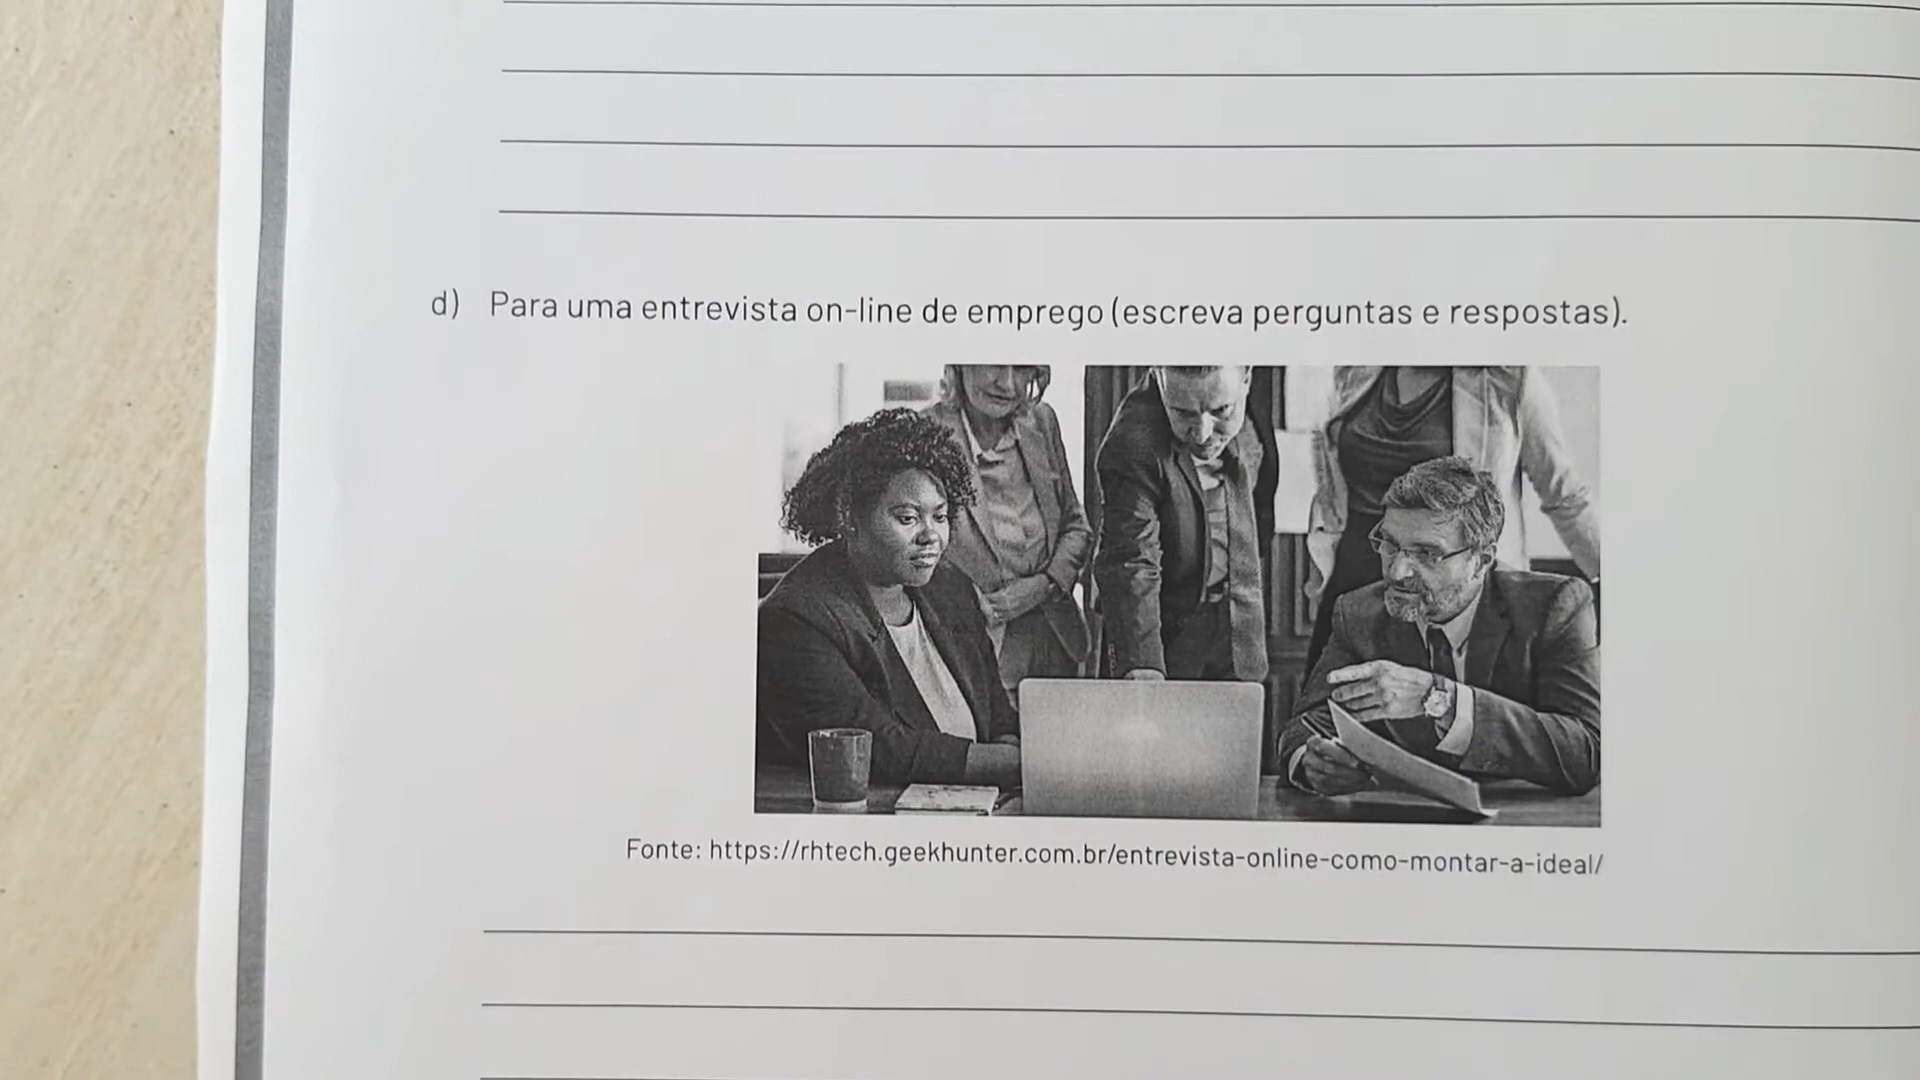 d) Para uma entrevista on-line de emprego (escreva perguntas e respostas).
Fonte: https://rhtech.geekhunter.com.br/entrevista-online-como-montar-a-ideal/